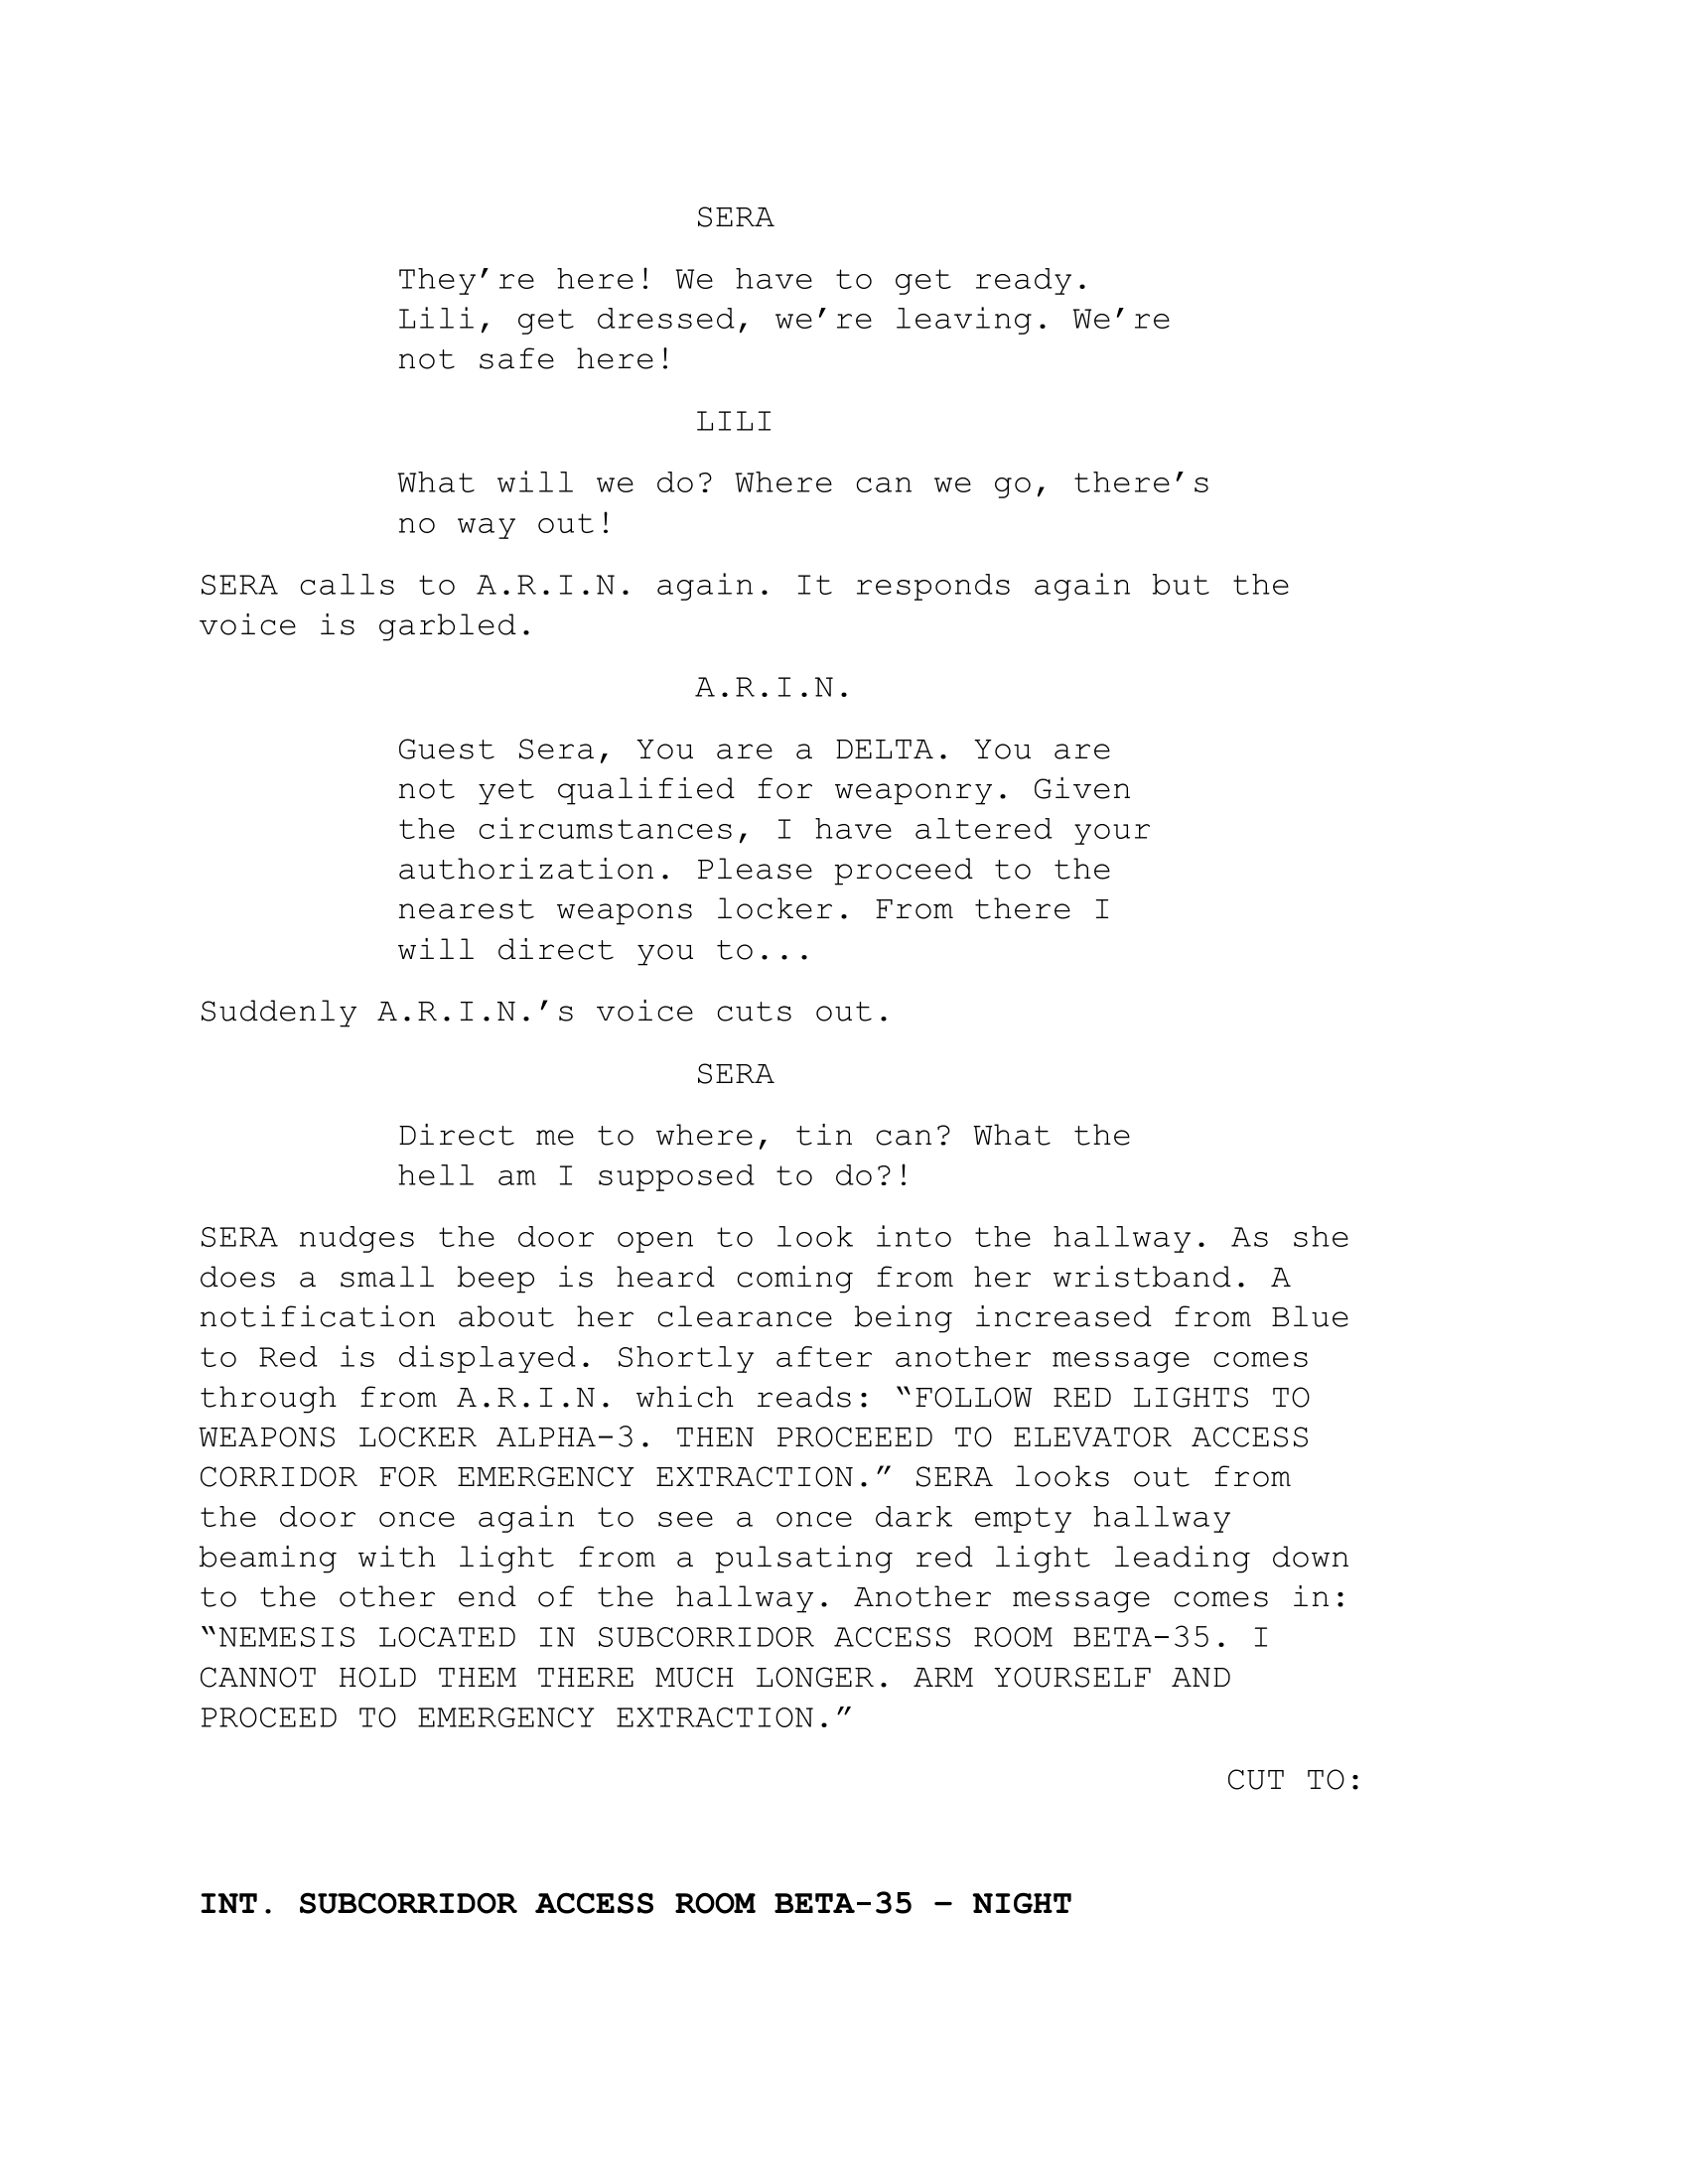 SERA
They’re here! We have to get ready.
Lili, get dressed, we’re leaving. We’re
not safe here!
LILI
What will we do? Where can we go, there’s
no way out!
SERA calls to A.R.I.N. again. It responds again but the
voice is garbled.
A.R.I.N.
Guest Sera, You are a DELTA. You are
not yet qualified for weaponry. Given
the circumstances, I have altered your
authorization. Please proceed to the
nearest weapons locker. From there I
will direct you to...
Suddenly A.R.I.N.’s voice cuts out.
SERA
Direct me to where, tin can? What the
hell am I supposed to do?!
SERA nudges the door open to look into the hallway. As she
does a small beep is heard coming from her wristband. A
notification about her clearance being increased from Blue
to Red is displayed. Shortly after another message comes
through from A.R.I.N. which reads: “FOLLOW RED LIGHTS TO
WEAPONS LOCKER ALPHA-3. THEN PROCEEED TO ELEVATOR ACCESS
CORRIDOR FOR EMERGENCY EXTRACTION.” SERA looks out from
the door once again to see a once dark empty hallway
beaming with light from a pulsating red light leading down
to the other end of the hallway. Another message comes in:
“NEMESIS LOCATED IN SUBCORRIDOR ACCESS ROOM BETA-35. I
CANNOT HOLD THEM THERE MUCH LONGER. ARM YOURSELF AND
PROCEED TO EMERGENCY EXTRACTION.”
CUT TO:
INT. SUBCORRIDOR ACCESS ROOM BETA-35 – NIGHT